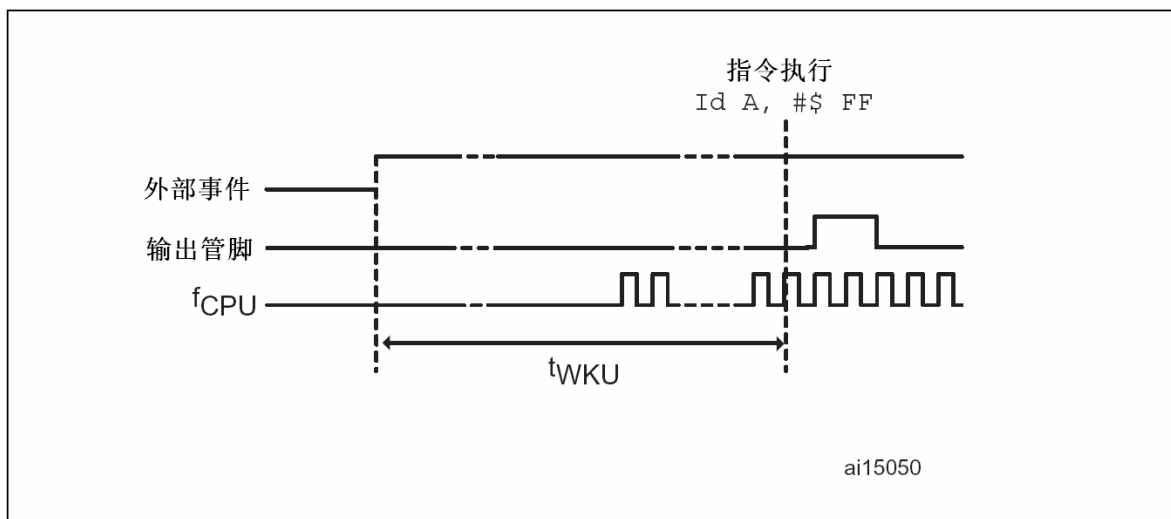 指令执行
Id A, #$ FF
外部事件
输出管脚
fCPU
tWKU
ai15050